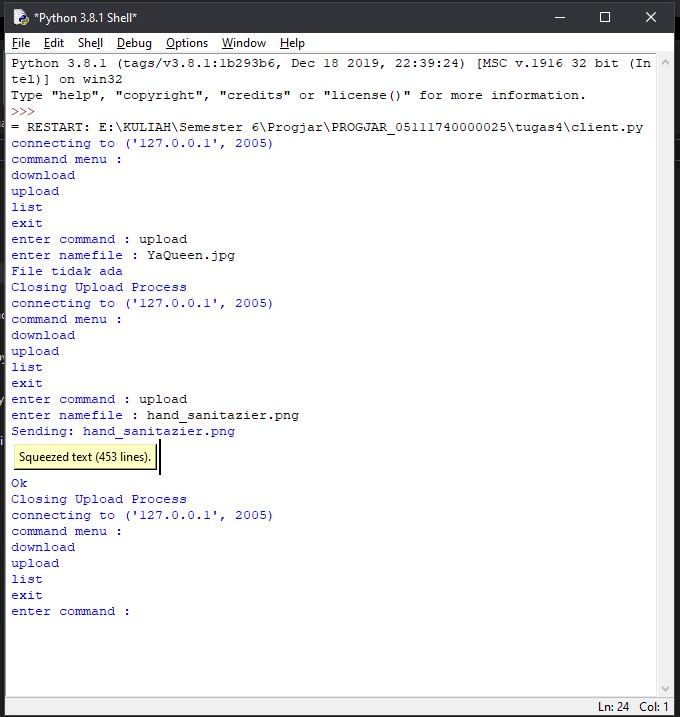 *Python 3.8.1 Shell*
File Edit Shell Debug Options Window Help
Python 3.8.1 (tags/v3.8.1:1b293b6, Dec 18 2019, 22:39:24) [MSC v.1916 32 bit (In
tel)] on win32
Type "help", "copyright", "credits" or "license()" for more information.
>>>
= RESTART: E:\KULIAH\Semester 6\Progjar\PROGJAR_05111740000025\tugas4\client.py
connecting to ('127.0.0.1', 2005)
command menu :
download
upload
list
exit
enter command : upload
enter namefile : YaQueen.jpg
File tidak ada
Closing Upload Process
connecting to ('127.0.0.1', 2005)
command menu :
download
upload
list
exit
enter command : upload
enter namefile : hand_sanitazier.png
Sending: hand_sanitazier.png
Squeezed text (453 lines).
Ok
Closing Upload Process
connecting to ('127.0.0.1', 2005)
command menu :
download
upload
list
exit
enter command :
Ln: 24 Col: 1